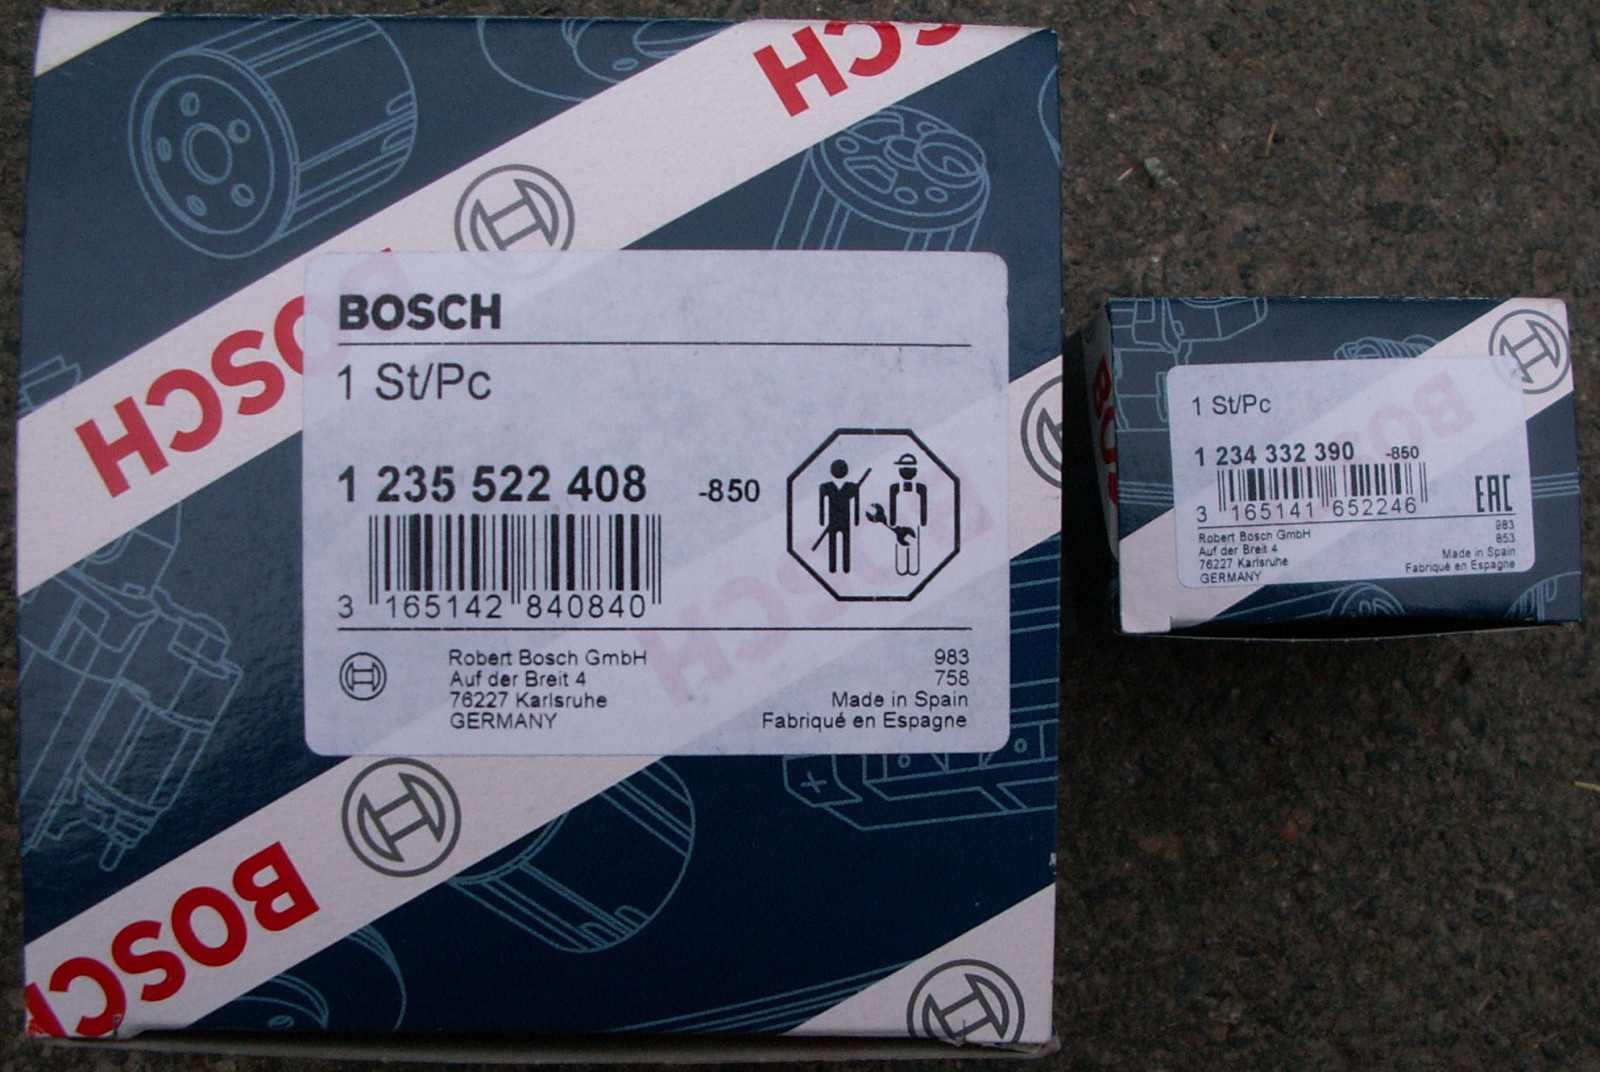 BOSCH
BOSCH
BOSCH
BOSCH
1 St/Pc
1 235 522 408 -850
3 165142 840840
Robert Bosch GmbH
Auf der Breit 4
76227 Karlsruhe
GERMANY
983
758
Made in Spain
Fabriqué en Espagne
BOSCH
BOSCH
1 St/Pc
1 234 332 390 -850
3 165141 652246
EAC
Robert Bosch GmbH
Auf der Breit 4
76227 Karlsruhe
GERMANY
983
853
Made in Spain
Fabriqué en Espagne